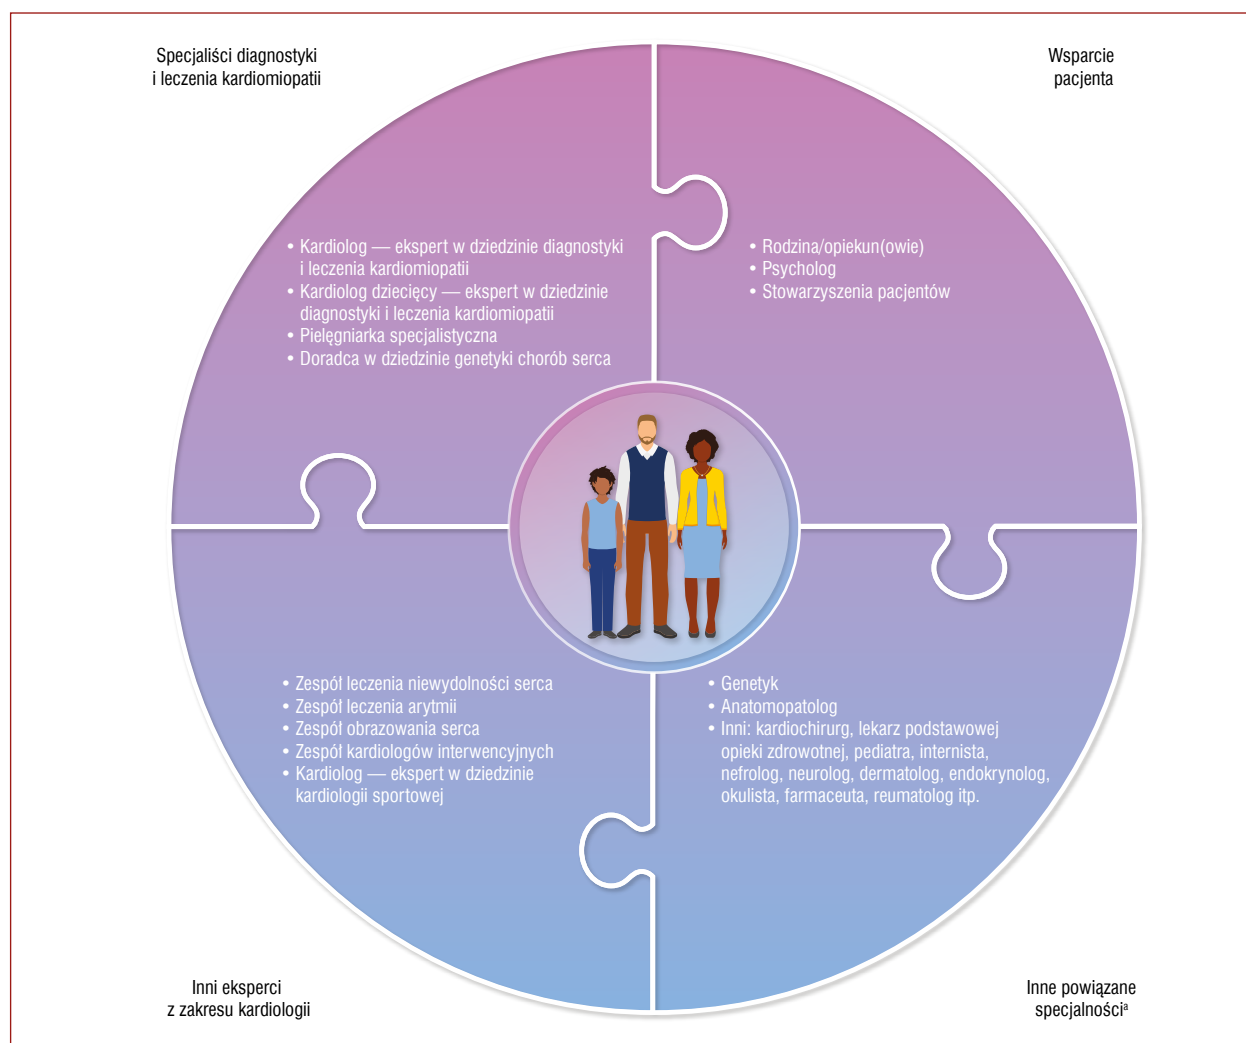 Specjaliści diagnostyki
i leczenia kardiomiopatii
Wsparcie
pacjenta
• Kardiolog — ekspert w dziedzinie diagnostyki
i leczenia kardiomiopatii
• Kardiolog dziecięcy — ekspert w dziedzinie
diagnostyki i leczenia kardiomiopatii
• Pielęgniarka specjalistyczna
• Doradca w dziedzinie genetyki chorób serca
• Rodzina/opiekun(owie)
• Psycholog
• Stowarzyszenia pacjentów
• Zespół leczenia niewydolności serca
• Zespół leczenia arytmii
• Zespół obrazowania serca
• Zespół kardiologów interwencyjnych
• Kardiolog — ekspert w dziedzinie
kardiologii sportowej
• Genetyk
• Anatomopatolog
• Inni: kardiochirurg, lekarz podstawowej
opieki zdrowotnej, pediatra, internista,
nefrolog, neurolog, dermatolog, endokrynolog,
okulista, farmaceuta, reumatolog itp.
Inni eksperci
z zakresu kardiologii
Inne powiązane
specjalnościᵃ